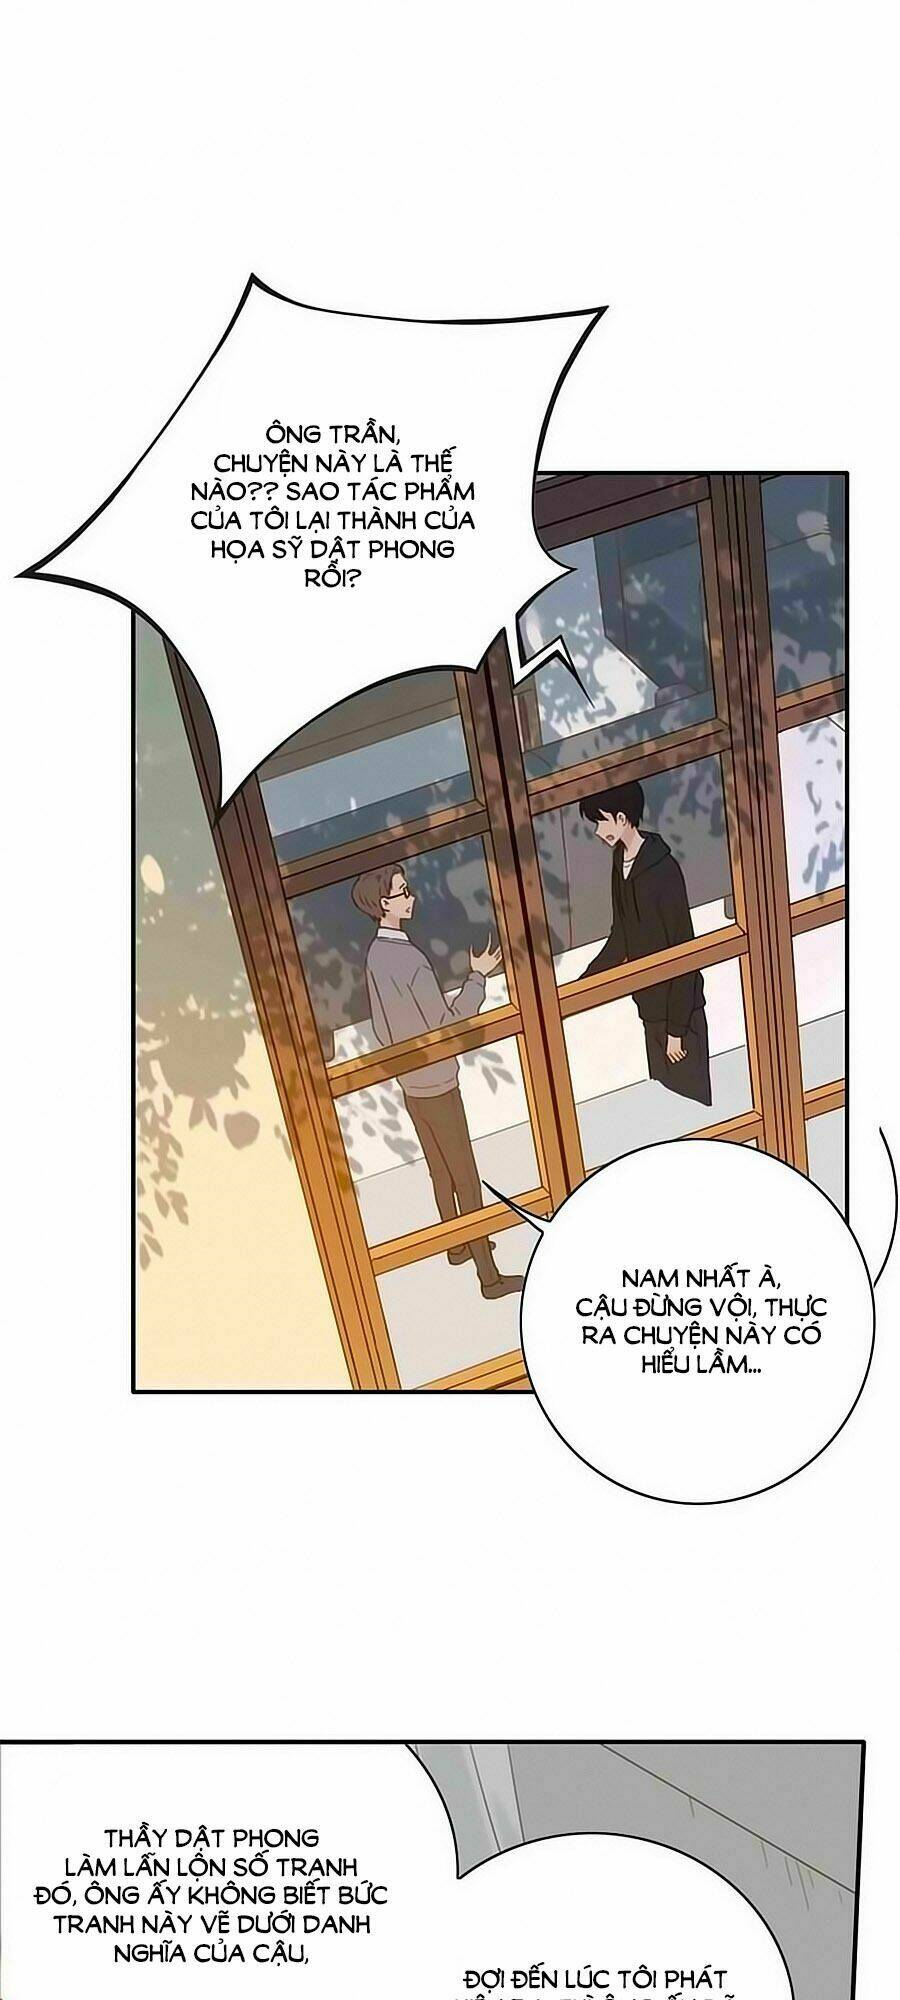 ÔNG TRẦN,
CHUYỆN NÀY LÀ THẾ
NÀO?? SAO TÁC PHẨM
CỦA TÔI LẠI THÀNH CỦA
HỌA SỸ DẬT PHONG
RỒI?
NAM NHẤT À,
CẬU ĐỪNG VỘI, THỰC
RA CHUYỆN NÀY CÓ
HIỂU LẦM...
THẦY DẬT PHONG
LÀM LẪN LỘN SỐ TRANH
ĐÓ, ÔNG ẤY KHÔNG BIẾT BỨC
TRANH NÀY VẼ DƯỚI DANH
NGHĨA CỦA CẬU,
ĐỢI ĐẾN LÚC TÔI PHÁT